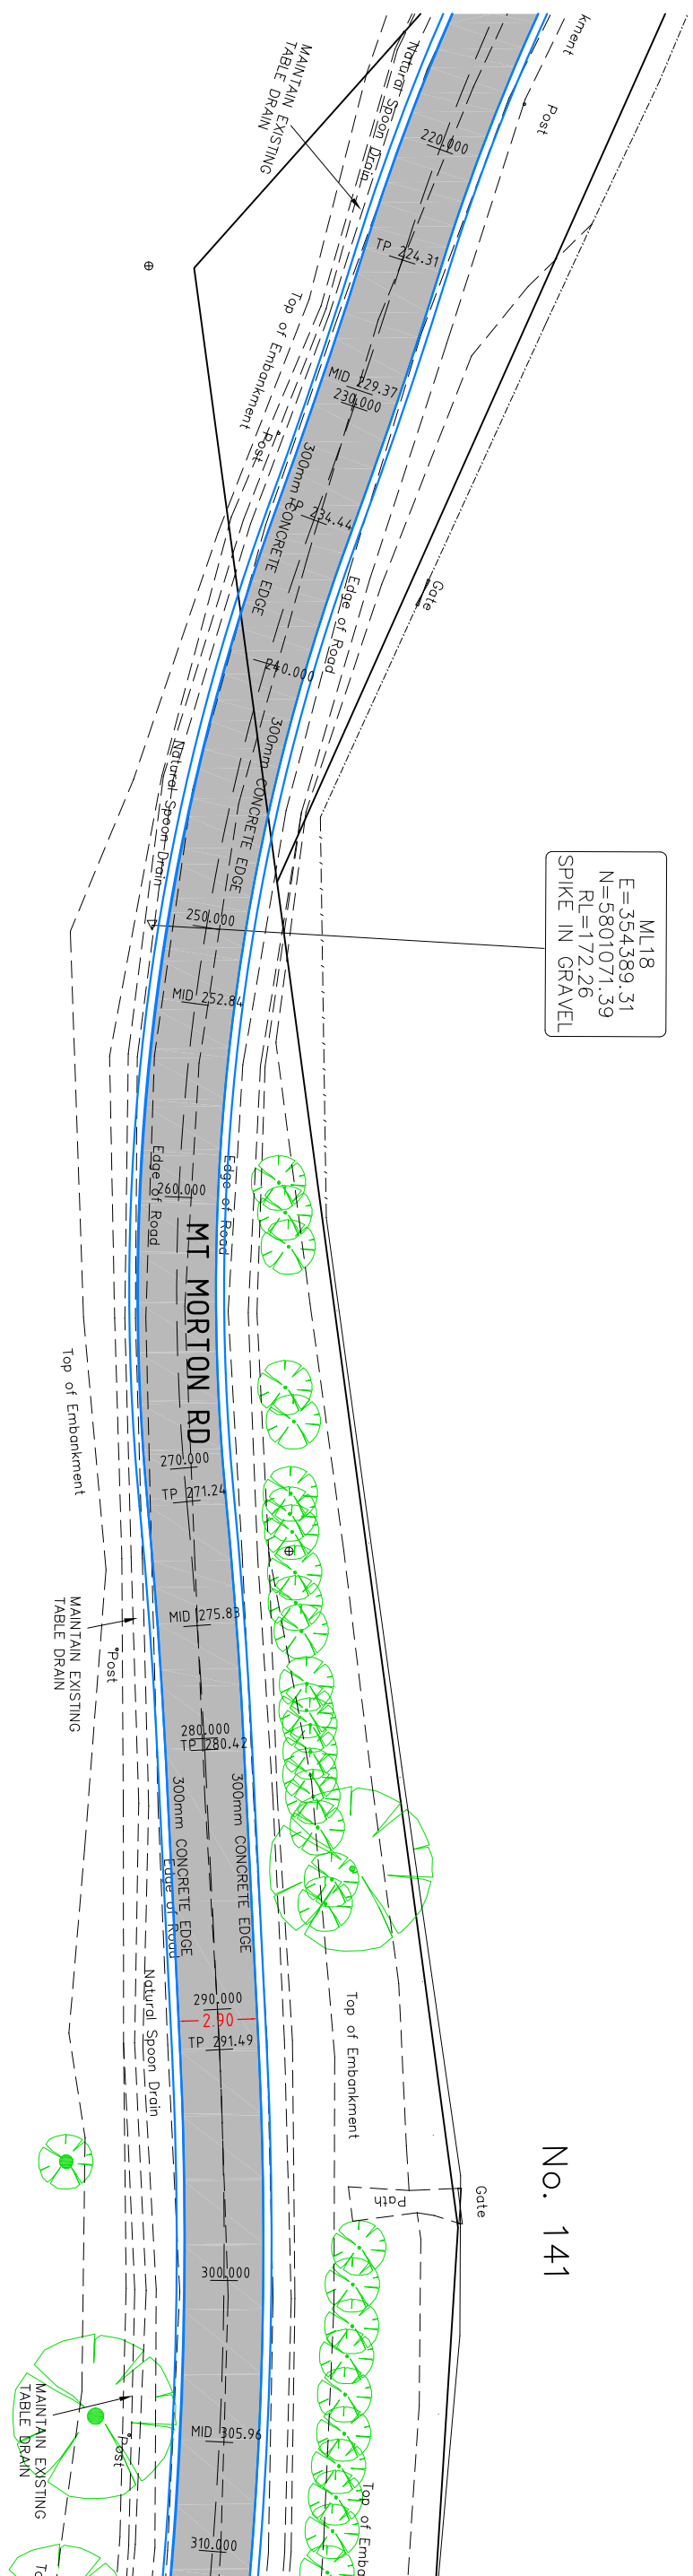 kment
Post
Natural Spoon Drain
MAINTAIN EXISTING
TABLE DRAIN
220.000
TP 224.31
Top of Embankment
Post
MID 229.37
230.000
300mm CONCRETE EDGE
TP 234.44
Edge of Road
Gate
240.000
300mm CONCRETE EDGE
Natural Spoon Drain
ML18
E=354389.31
N=5801071.39
RL=172.26
SPIKE IN GRAVEL
250.000
MID 252.84
Edge of Road
Edge of Road
260.000
MT MORTON RD
Top of Embankment
270.000
TP 271.24
MAINTAIN EXISTING
TABLE DRAIN
Post
MID 275.83
280.000
TP 280.42
300mm CONCRETE EDGE
300mm CONCRETE EDGE
Edge of Road
Natural Spoon Drain
290.000
2.90
TP 291.49
Top of Embankment
No. 141
Gate
Path
300.000
MAINTAIN EXISTING
TABLE DRAIN
Post
MID 305.96
Top of Emba
310.000
To